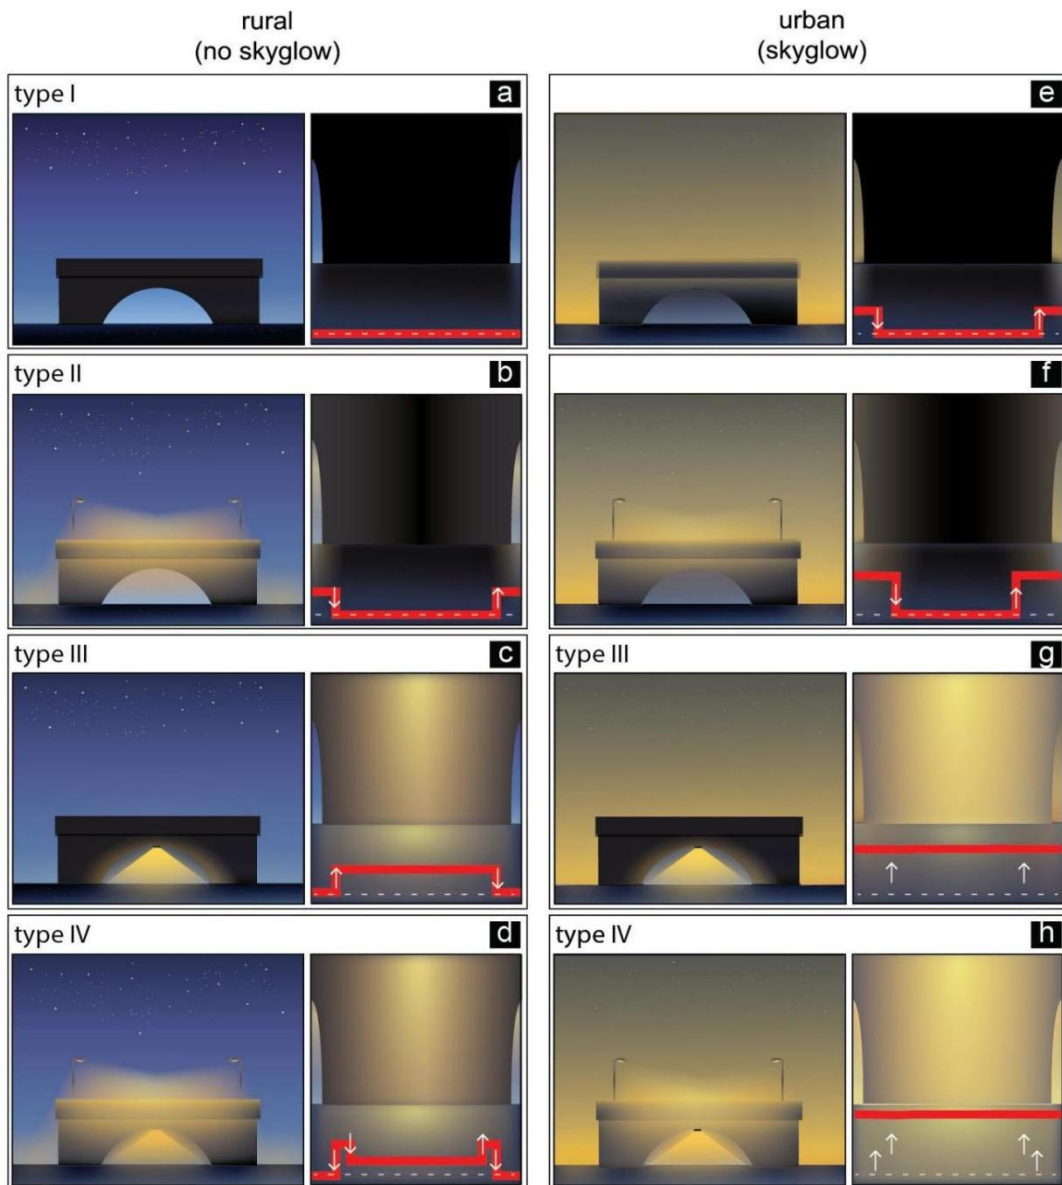 rural
(no skyglow)
urban
(skyglow)
type I
a
e
type II
b
f
type III
c
type III
g
type IV
d
type IV
h